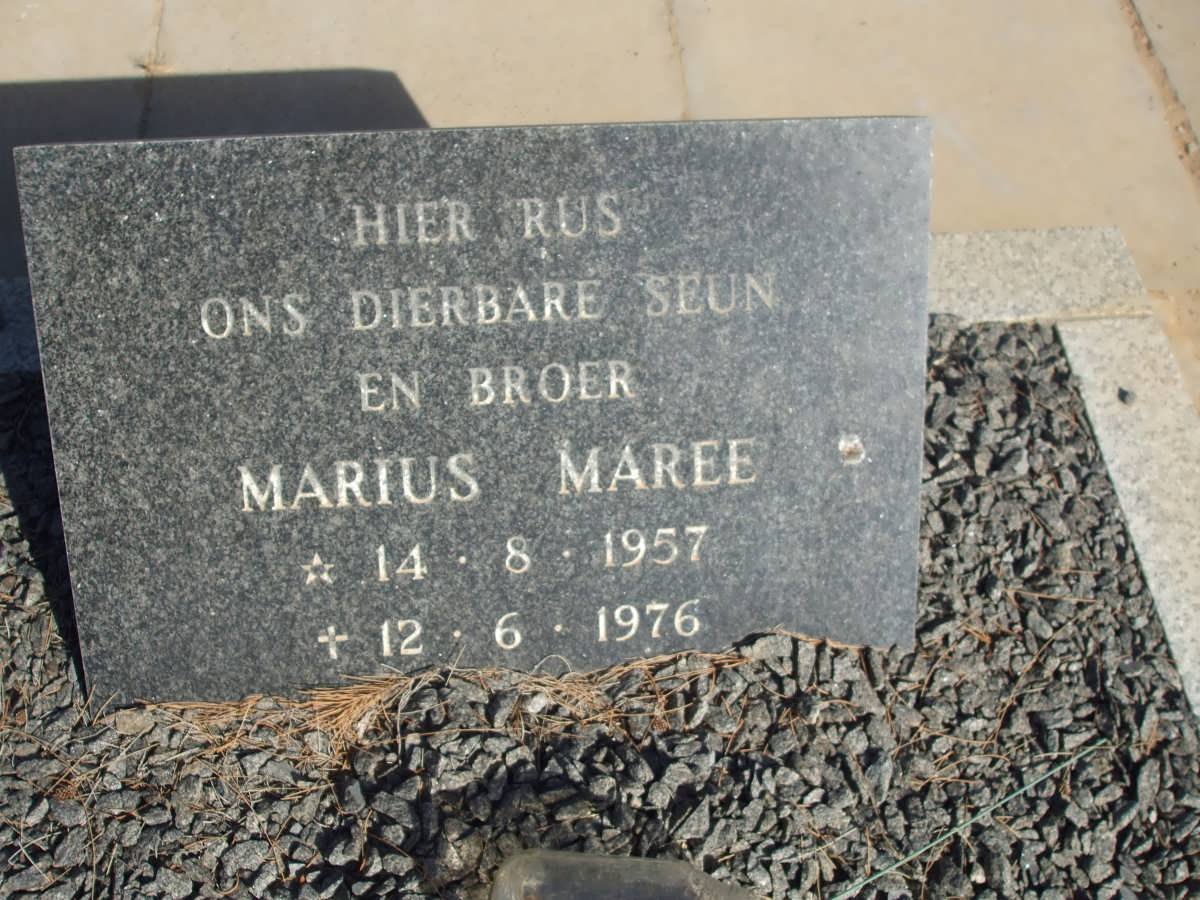 HIER RUS
ONS DIERBARE SEUN
EN BROER
MARIUS MAREE
☆ 14 · 8 · 1957
✝ 12 · 6 · 1976